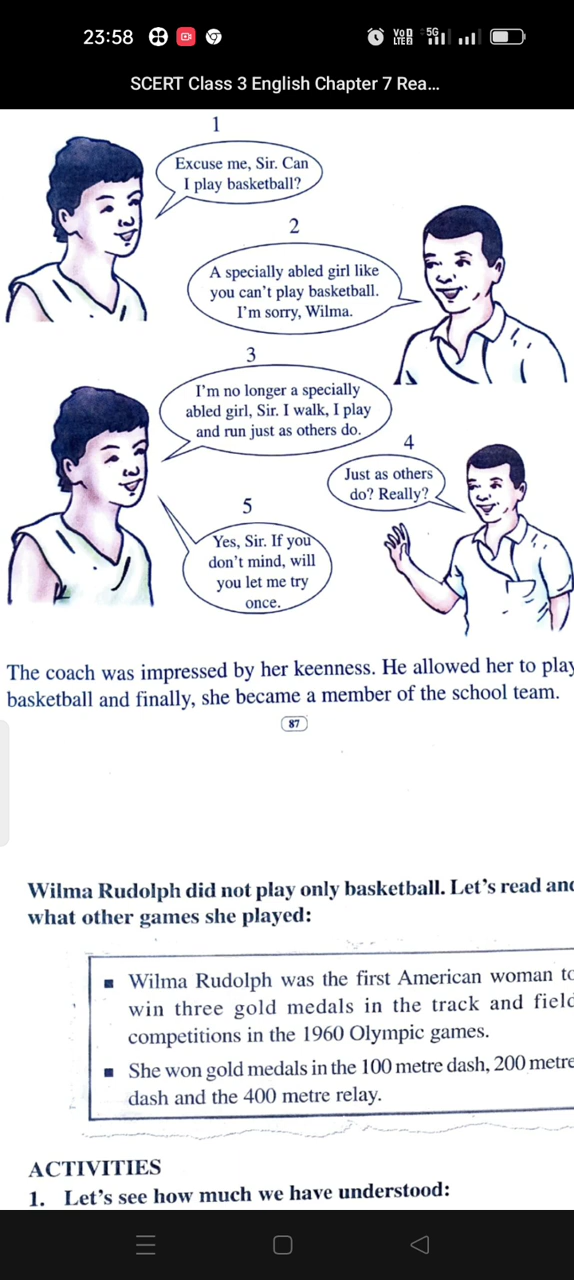 23:58
VoD
LTE2
5G
SCERT Class 3 English Chapter 7 Rea...
1
Excuse me, Sir. Can
I play basketball?
2
A specially abled girl like
you can't play basketball.
I'm sorry, Wilma.
3
I'm no longer a specially
abled girl, Sir. I walk, I play
and run just as others do.
4
Just as others
do? Really?
5
Yes, Sir. If you
don't mind, will
you let me try
once.
The coach was impressed by her keenness. He allowed her to play
basketball and finally, she became a member of the school team.
87
Wilma Rudolph did not play only basketball. Let's read and
what other games she played:
▪ Wilma Rudolph was the first American woman to
win three gold medals in the track and field
competitions in the 1960 Olympic games.
▪ She won gold medals in the 100 metre dash, 200 metre
dash and the 400 metre relay.
ACTIVITIES
1. Let's see how much we have understood: